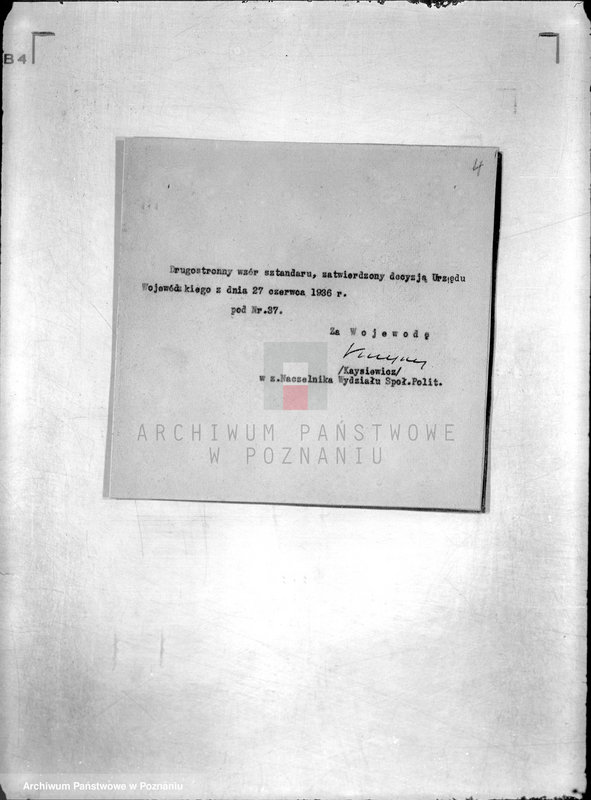 B4
4
Drugostronny wzór sztandaru, zatwierdzony decyzją Urzędu
Wojewódzkiego z dnia 27 czerwca 1936 r.
pod Nr.37.
Za Wojewodę
/Kaysiewicz/
w z.Naczelnika Wydziału Społ.Polit.
ARCHIWUM PAŃSTWOWE
W POZNANIU
Archiwum Państwowe w Poznaniu